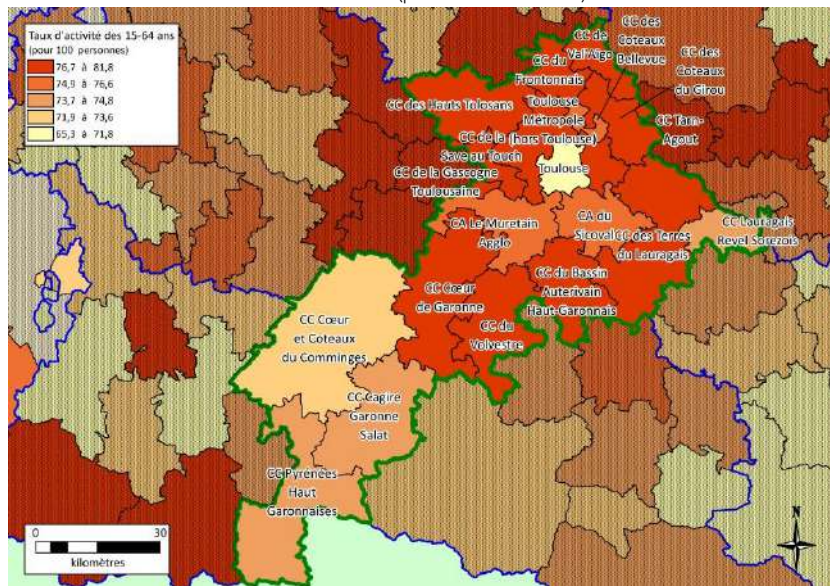 Taux d'activité des 15-64 ans
(pour 100 personnes)
76,7 à 81,8
74,9 à 76,6
73,7 à 74,8
71,9 à 73,6
65,3 à 71,8
CC de
Val'Aïgo
CC des
Coteaux
Bellevue
CC des
Coteaux
du Girou
CC du
Frontonnais
CC des Hauts Tolosans
Toulouse
Métropole
(hors Toulouse)
CC Tarn-
Agout
CC de la
Save au Touch
Toulouse
CC de la Gascogne
Toulousaine
CA Le Muretain
Agglo
CA du
Sicoval
CC des Terres
du Lauragais
CC Lauragais
Revel Sorezois
CC Cœur
de Garonne
CC du Bassin
Auterivain
Haut-Garonnais
CC Cœur
et Coteaux
du Comminges
CC du
Volvestre
CC Cagire
Garonne
Salat
CC Pyrénées
Haut
Garonnaises
N
0 30
kilomètres